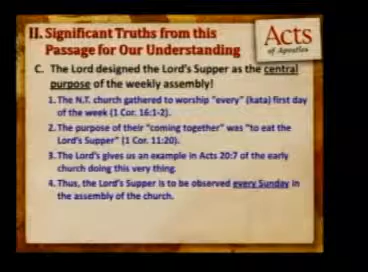 II. Significant Truths from this
Passage for Our Understanding
Acts
of Apostles
C. The Lord designed the Lord's Supper as the central
purpose of the weekly assembly!
1. The N.T. church gathered to worship "every" (kata) first day
of the week (1 Cor. 16:1-2).
2. The purpose of their "coming together" was "to eat the
Lord's Supper" (1 Cor. 11:20).
3. The Lord's gives us an example in Acts 20:7 of the early
church doing this very thing.
4. Thus, the Lord's Supper is to be observed every Sunday in
the assembly of the church.